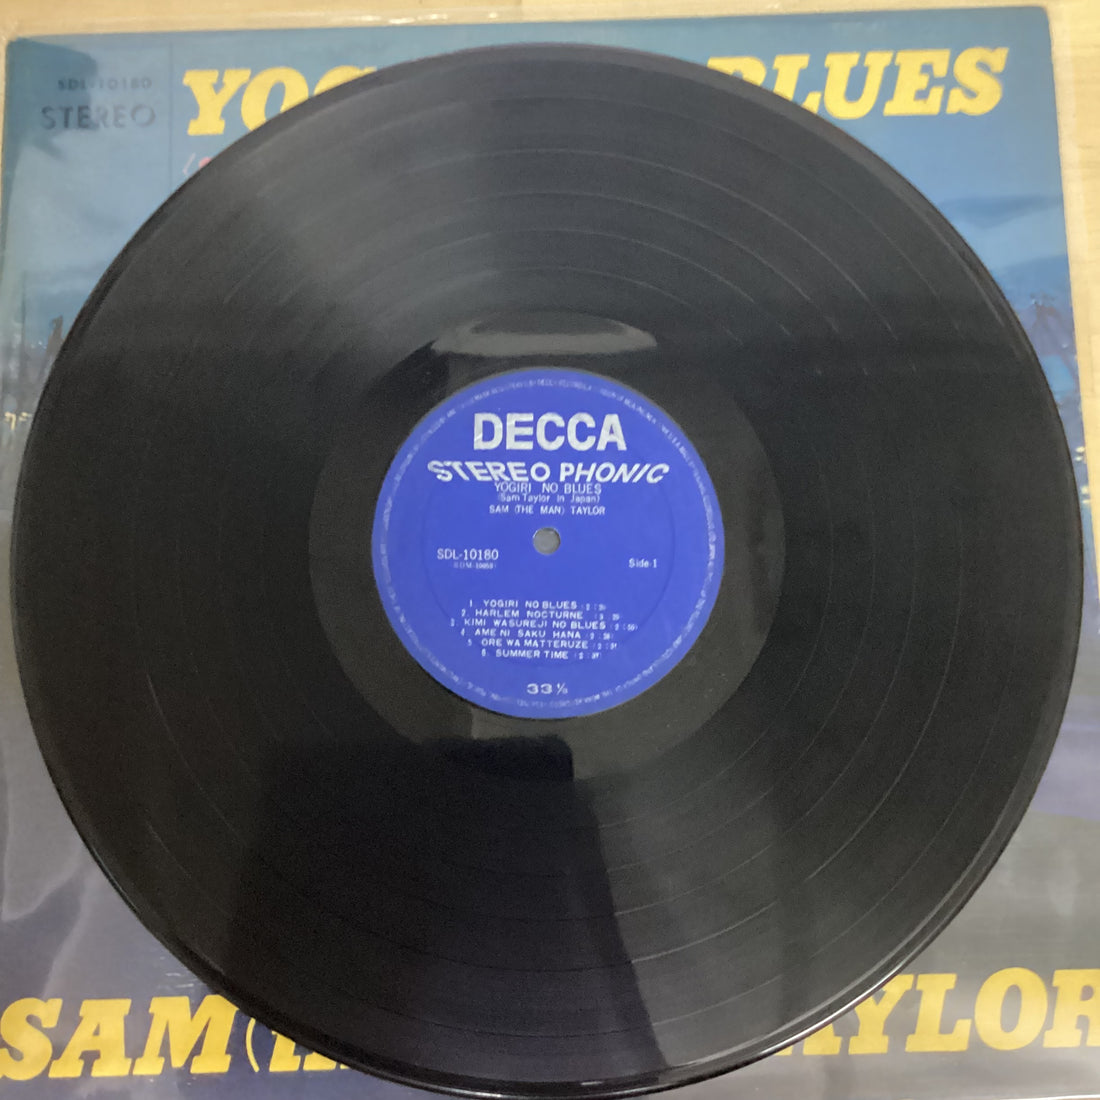 SDL-10180
STEREO
BLUES
DECCA
STEREO PHONIC
YOGIRI NO BLUES
(Sam Taylor in Japan)
SAM (THE MAN) TAYLOR
SDL-10180
Side 1
1. YOGIRI NO BLUES
2. HARLEM NOCTURNE
3. KIMI WASUREJI NO BLUES
4. AME NI SAKU HANA
5. ORE WA MATTERUZE
6. SUMMER TIME
33 ⅓
SAM (
AYLOR